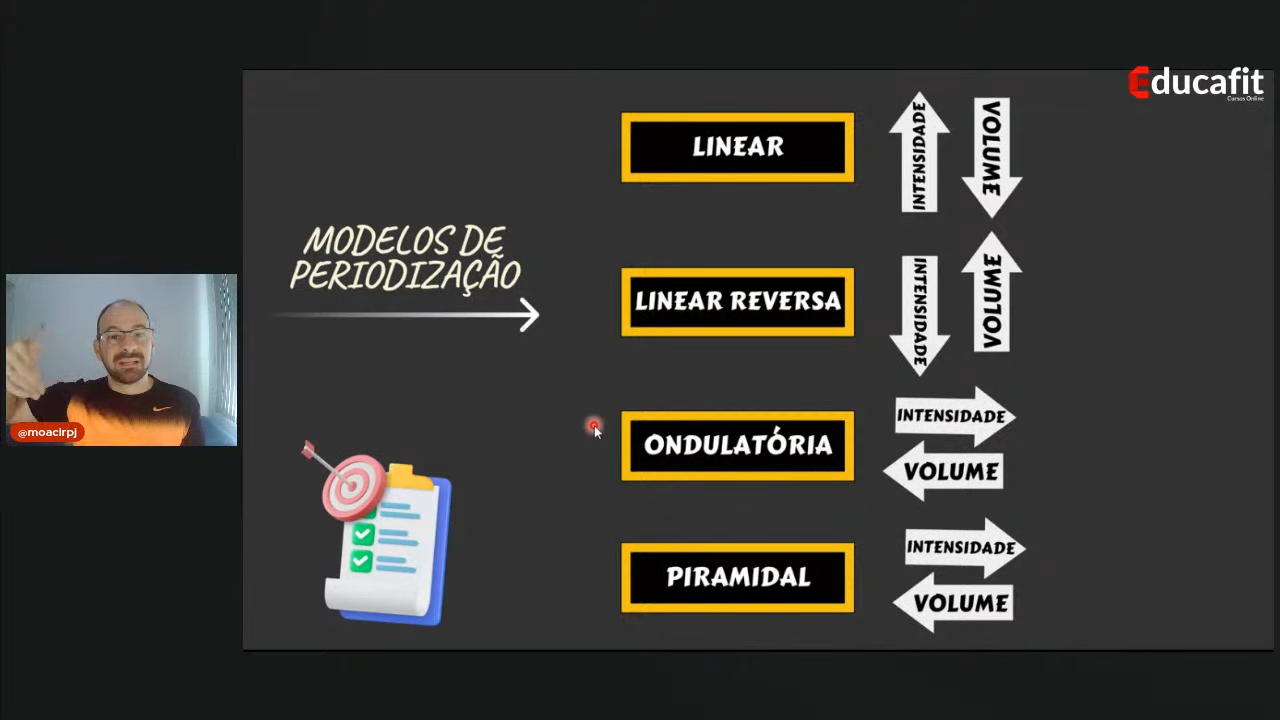 Educafit
Cursos Online
LINEAR
INTENSIDADE
VOLUME
MODELOS DE
PERIODIZAÇÃO
LINEAR REVERSA
INTENSIDADE
VOLUME
@moacirpj
ONDULATÓRIA
INTENSIDADE
VOLUME
PIRAMIDAL
INTENSIDADE
VOLUME